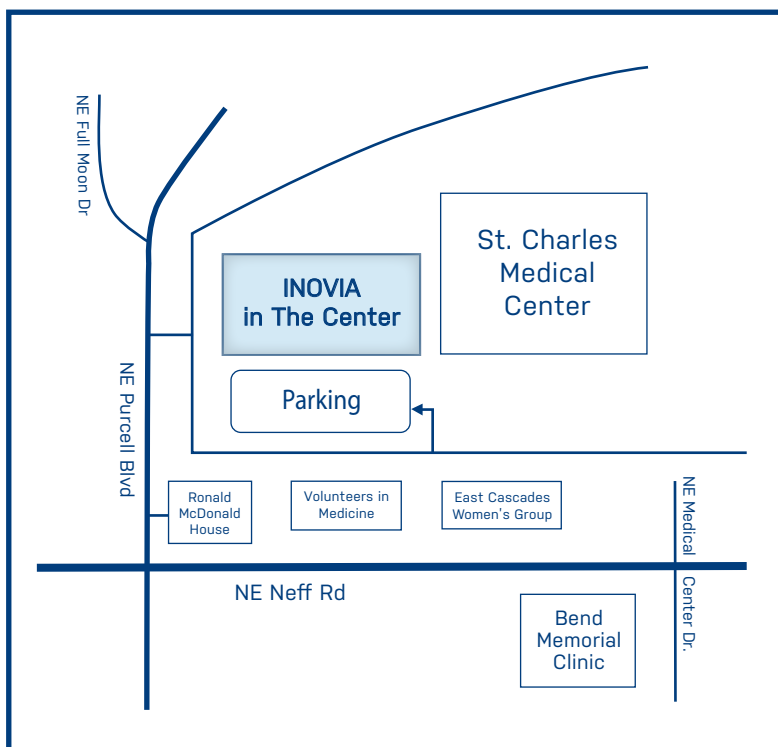 NE Full Moon Dr
St. Charles
Medical
Center
INOVIA
in The Center
Parking
NE Purcell Blvd
Ronald
McDonald
House
Volunteers in
Medicine
East Cascades
Women's Group
NE Medical Center Dr.
NE Neff Rd
Bend
Memorial
Clinic